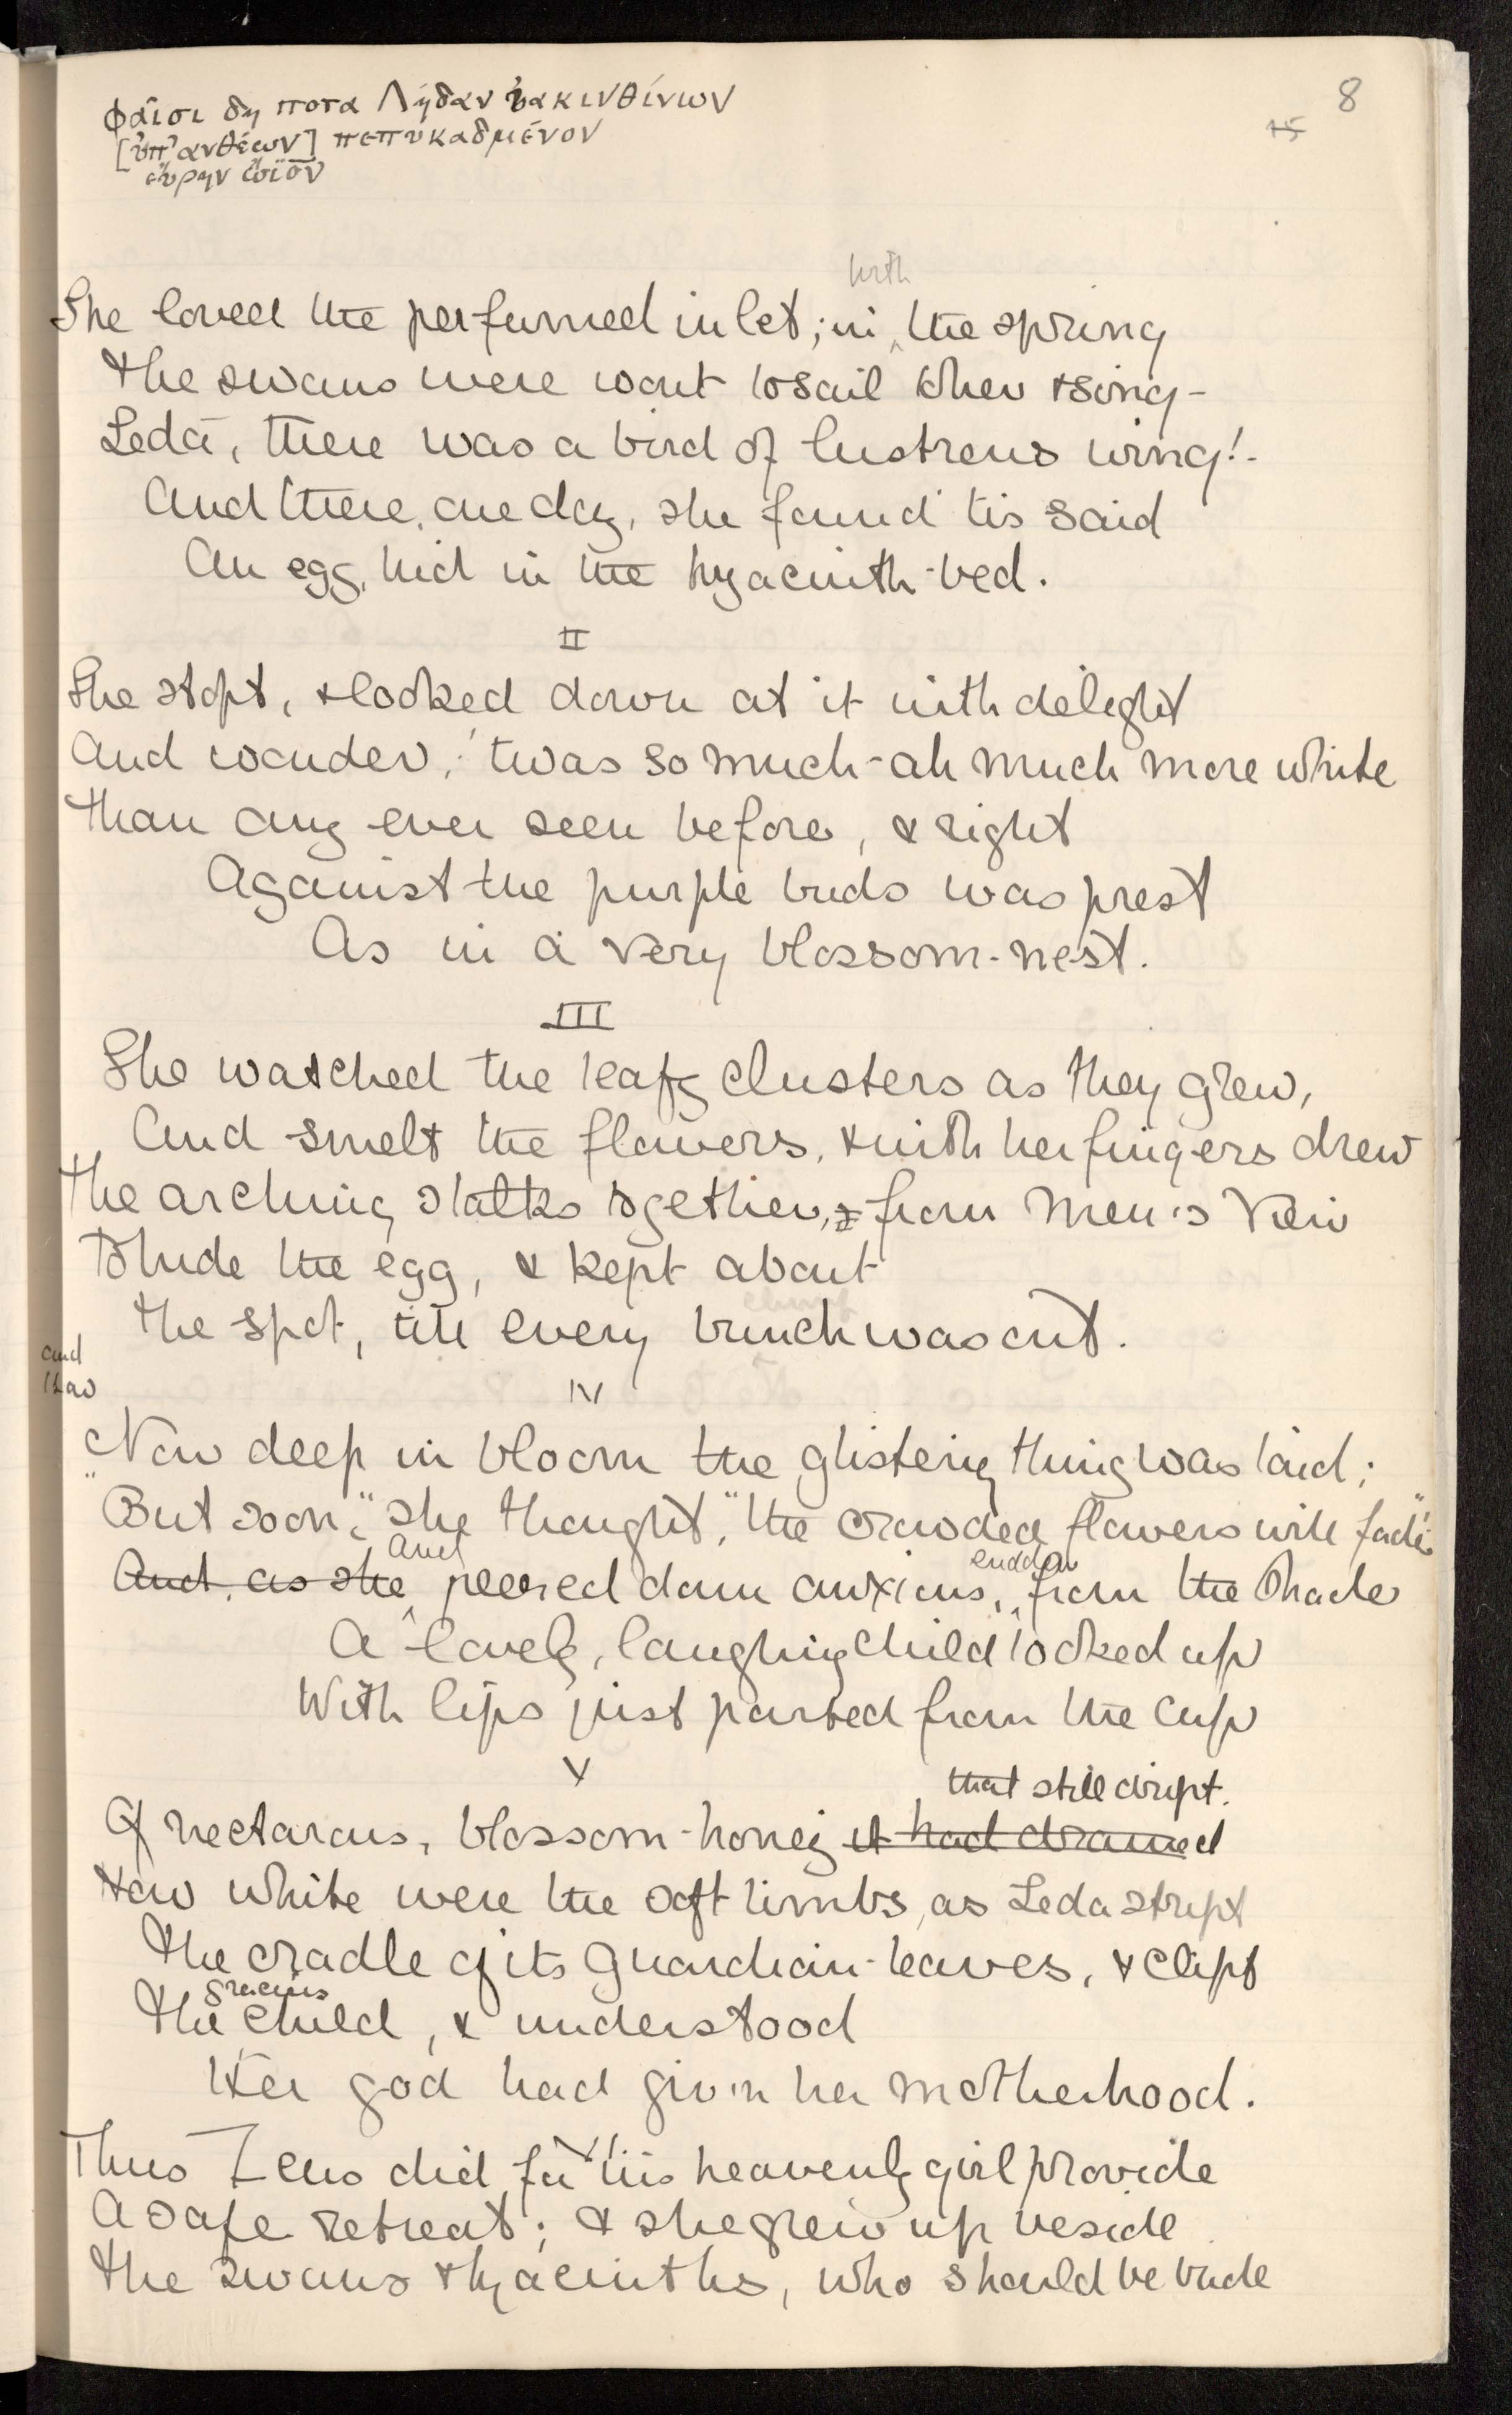 8
15
φαῖσι δη ποτα Λήδαν ὐακινθίνων
[ὐπ' ανθέων] πεπυκαδμένον
εὔρην ὤϊον
with
She loved the perfumed inlet; in the spring
The swans were wont to sail there & sing –
Leda, there was a bird of lustrous wing! –
And there, one day, she found 'tis said
An egg, hid in the hyacinth-bed.
II
She stopt, & looked down at it with delight
And wonder; 'twas so much – ah much more white
Than any ever seen before, & right
Against the purple buds was prest
As in a very blossom-nest.
III
She watched the leafy clusters as they grew,
And smelt the flowers, & with her fingers drew
The arching stalks together, from men's view
To hide the egg, & kept about
The spot, till every bunch was out.
and
IV
Now deep in bloom the glistering thing was laid;
"But soon," she thought, "the crowded flowers will fade"
And sudden
And, as she peered down anxious, from the shade
A lovely, laughing child looked up
With lips just parted from the cup
V
that still dript.
Of nectarous, blossom-honey it had drained
How white were the soft limbs, as Leda stript
The cradle of its guardian-leaves, & clipt
gracious
The child, & understood
Her god had given her motherhood.
VI
Thus Zeus did for his heavenly girl provide
A safe retreat; & she grew up beside
The swans & hyacinths, who should be bride